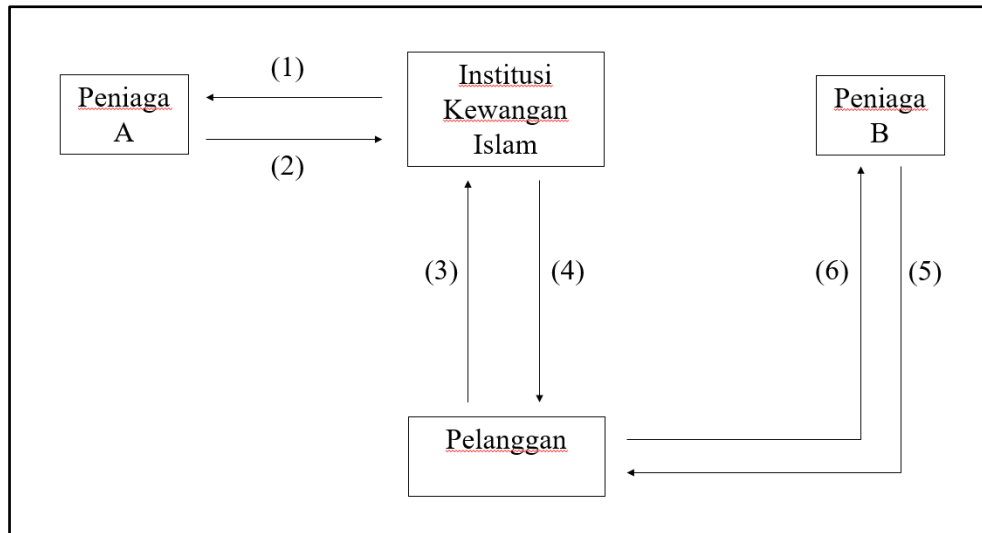 (1)
Peniaga
A
(2)
Institusi
Kewangan
Islam
Peniaga
B
(3)
(4)
(6)
(5)
Pelanggan